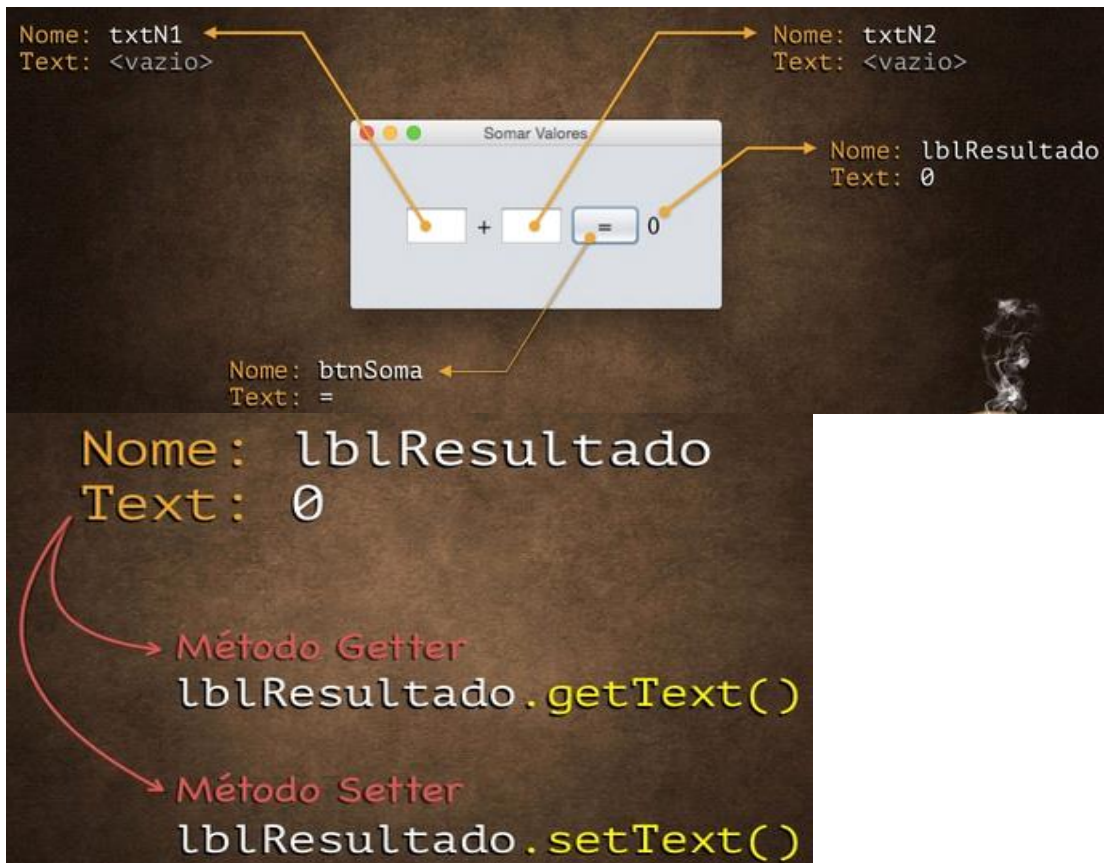 Nome: txtN1
Text: <vazio>
Nome: txtN2
Text: <vazio>
Somar Valores
Nome: lblResultado
Text: 0
+ = 0
Nome: btnSoma
Text: =
Nome: lblResultado
Text: 0
Método Getter
lblResultado.getText()
Método Setter
lblResultado.setText()